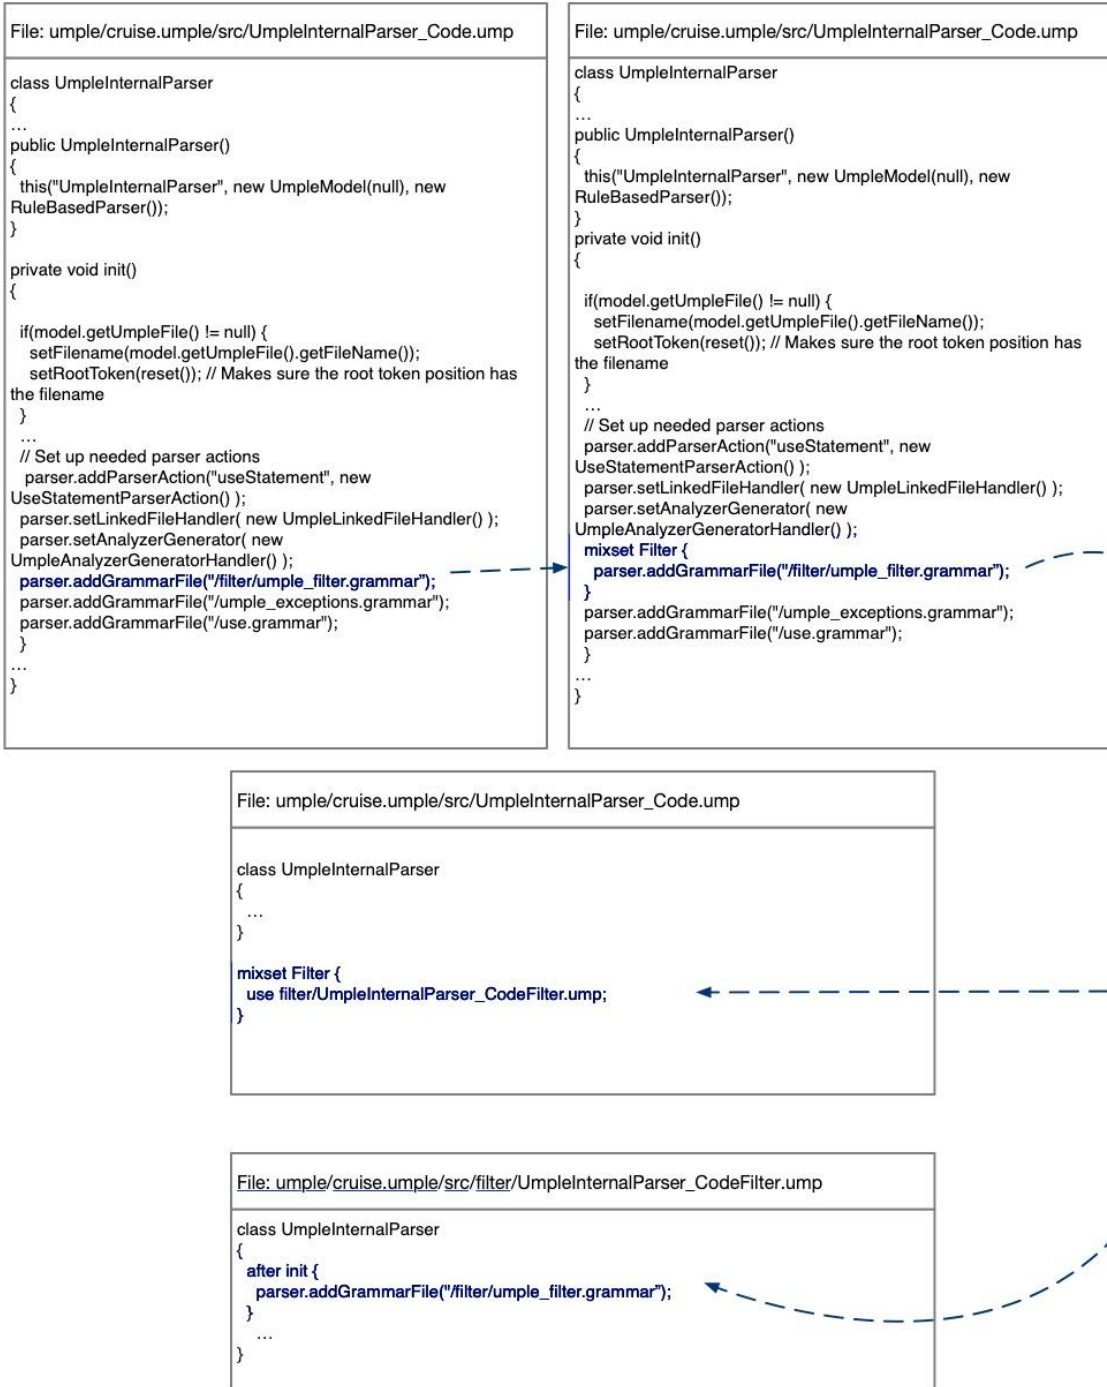 File: umple/cruise.umple/src/UmpleInternalParser_Code.ump
class UmpleInternalParser
{
...
public UmpleInternalParser()
{
this("UmpleInternalParser", new UmpleModel(null), new
RuleBasedParser());
}
private void init()
{
if(model.getUmpleFile() != null) {
setFilename(model.getUmpleFile().getFileName());
setRootToken(reset()); // Makes sure the root token position has
the filename
}
...
// Set up needed parser actions
parser.addParserAction("useStatement", new
UseStatementParserAction() );
parser.setLinkedFileHandler( new UmpleLinkedFileHandler() );
parser.setAnalyzerGenerator( new
UmpleAnalyzerGeneratorHandler() );
parser.addGrammarFile("/filter/umple_filter.grammar”);
parser.addGrammarFile("/umple_exceptions.grammar");
parser.addGrammarFile("/use.grammar");
}
...
}
File: umple/cruise.umple/src/UmpleInternalParser_Code.ump
class UmpleInternalParser
{
...
public UmpleInternalParser()
{
this("UmpleInternalParser", new UmpleModel(null), new
RuleBasedParser());
}
private void init()
{
if(model.getUmpleFile() != null) {
setFilename(model.getUmpleFile().getFileName());
setRootToken(reset()); // Makes sure the root token position has
the filename
}
...
// Set up needed parser actions
parser.addParserAction("useStatement", new
UseStatementParserAction() );
parser.setLinkedFileHandler( new UmpleLinkedFileHandler() );
parser.setAnalyzerGenerator( new
UmpleAnalyzerGeneratorHandler() );
mixset Filter {
parser.addGrammarFile("/filter/umple_filter.grammar”);
}
parser.addGrammarFile("/umple_exceptions.grammar");
parser.addGrammarFile("/use.grammar");
}
...
}
File: umple/cruise.umple/src/UmpleInternalParser_Code.ump
class UmpleInternalParser
{
...
}
mixset Filter {
use filter/UmpleInternalParser_CodeFilter.ump;
}
File: umple/cruise.umple/src/filter/UmpleInternalParser_CodeFilter.ump
class UmpleInternalParser
{
after init {
parser.addGrammarFile("/filter/umple_filter.grammar”);
}
...
}